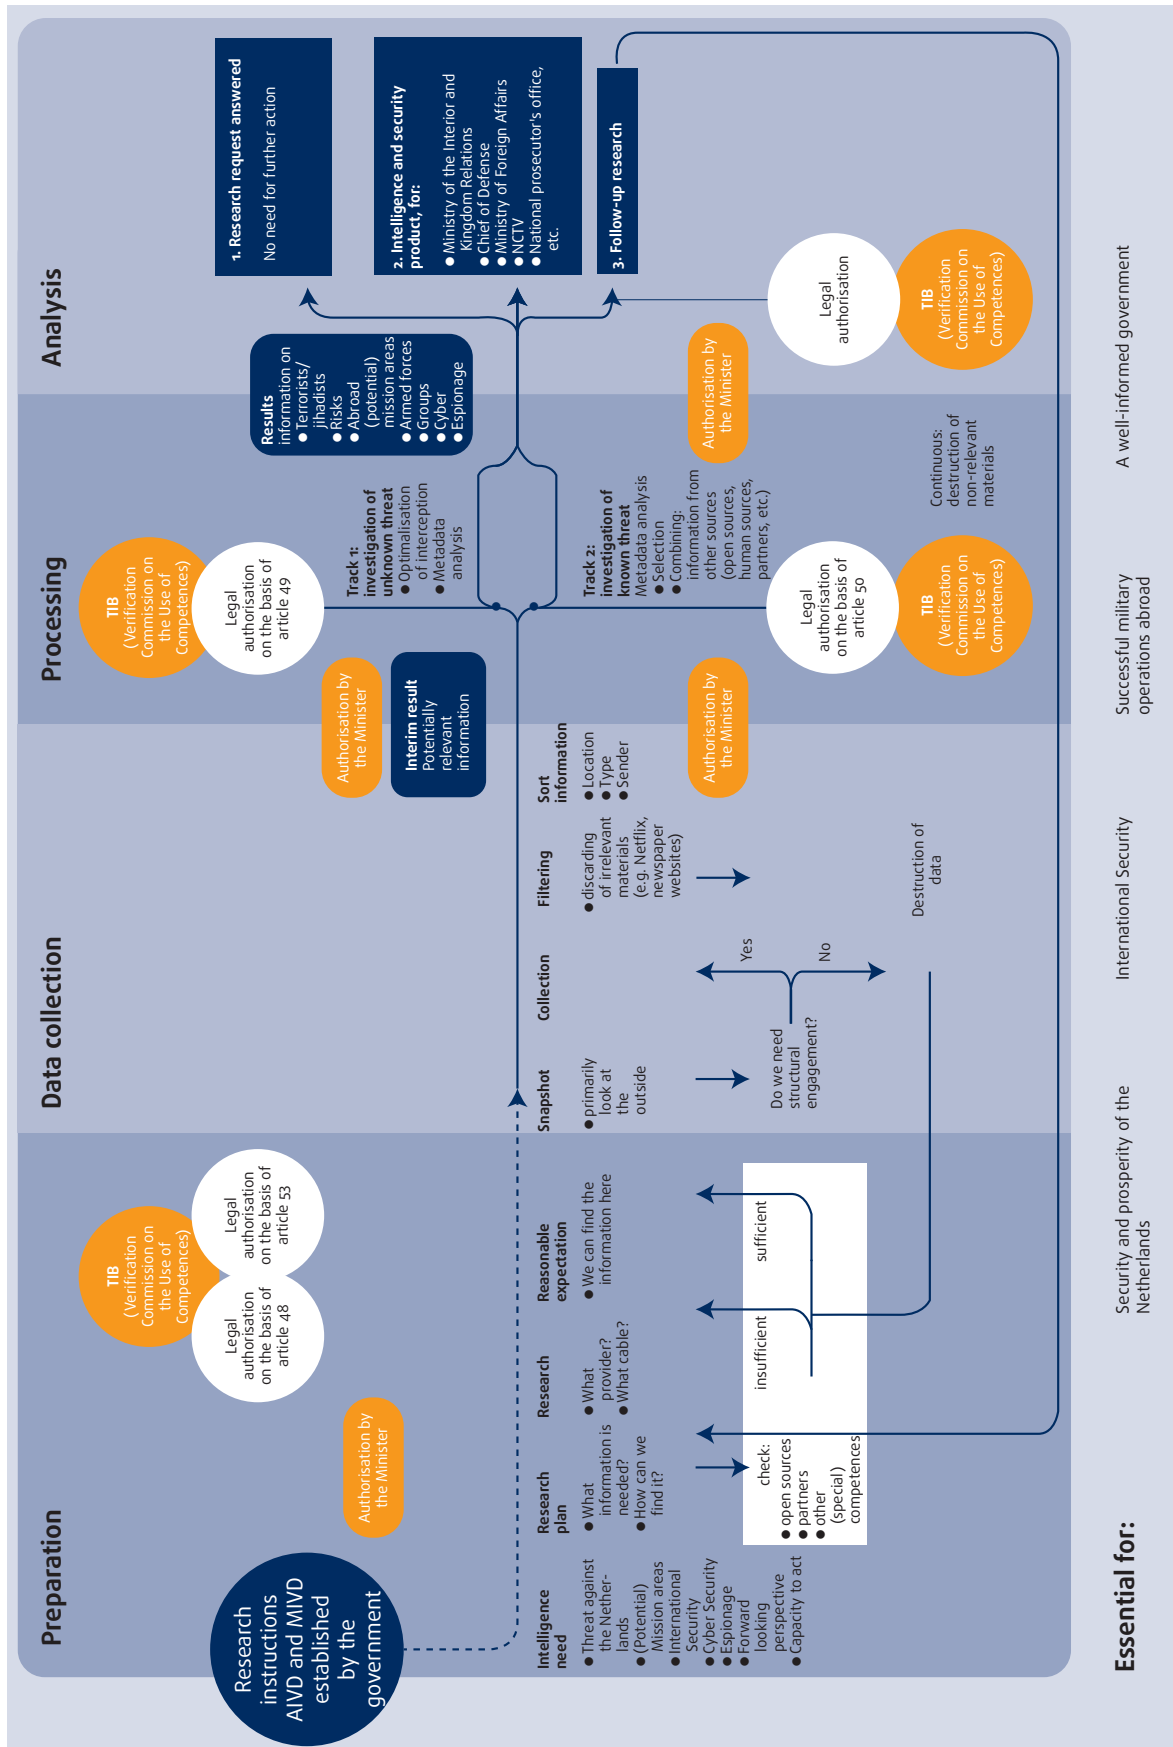 Preparation
Data collection
Processing
Analysis
Research
instructions
AIVD and MIVD
established
by the
government
Authorisation by
the Minister
TIB
(Verification
Commission on
the Use of
Competences)
Legal
authorisation
on the basis of
article 48
Legal
authorisation
on the basis of
article 53
Intelligence
need
● Threat against
the Nether-
lands
● (Potential)
Mission areas
● International
Security
● Cyber Security
● Espionage
● Forward
looking
perspective
● Capacity to act
Research
plan
● What
information is
needed?
● How can we
find it?
check:
● open sources
● partners
● other
(special)
competences
Research
● What
provider?
● What cable?
insufficient
Reasonable
expectation
● We can find the
information here
sufficient
Snapshot
● primarily
look at
the
outside
Do we need
structural
engagement?
Collection
Yes
No
Destruction of
data
Filtering
● discarding
of irrelevant
materials
(e.g. Netflix,
newspaper
websites)
Sort
information
● Location
● Type
● Sender
Authorisation by
the Minister
Interim result
Potentially
relevant
information
Authorisation by
the Minister
TIB
(Verification
Commission on
the Use of
Competences)
Legal
authorisation
on the basis of
article 49
Track 1:
investigation of
unknown threat
● Optimalisation
of interception
● Metadata
analysis
Track 2:
investigation of
known threat
Metadata analysis
● Selection
● Combining:
information from
other sources
(open sources,
human sources,
partners, etc.)
Legal
authorisation
on the basis of
article 50
TIB
(Verification
Commission on
the Use of
Competences)
Continuous:
destruction of
non-relevant
materials
Results
information on
● Terrorists/
jihadists
● Risks
● Abroad
(potential)
mission areas
● Armed forces
● Groups
● Cyber
● Espionage
Authorisation by
the Minister
Legal
authorisation
TIB
(Verification
Commission on
the Use of
Competences)
1. Research request answered
No need for further action
2. Intelligence and security
product, for:
● Ministry of the Interior and
Kingdom Relations
● Chief of Defense
● Ministry of Foreign Affairs
● NCTV
● National prosecutor's office,
etc.
3. Follow-up research
Essential for:
Security and prosperity of the
Netherlands
International Security
Successful military
operations abroad
A well-informed government